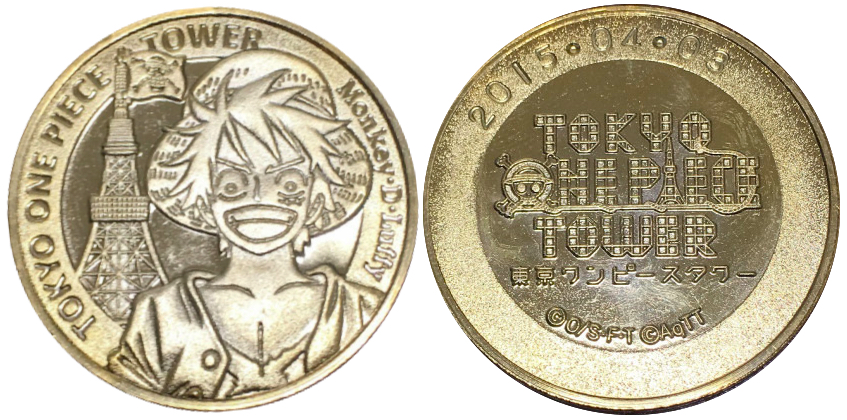 TOKYO ONE PIECE TOWER
Monkey・D・Luffy
2015・04・03
TOKYO
ONE PIECE
TOWER
東京ワンピースタワー
©O/S・F・T ©AqTT